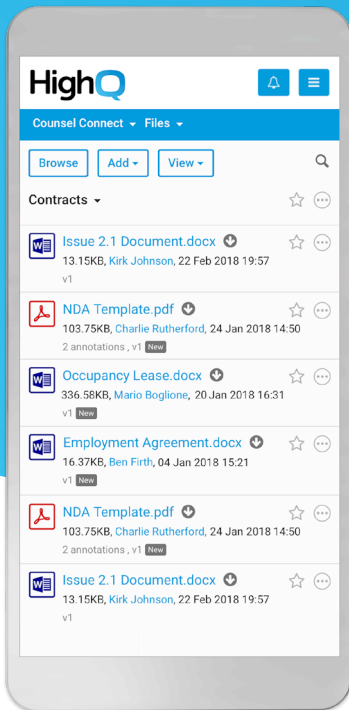 HighQ
Counsel Connect Files
Browse Add View
Contracts
Issue 2.1 Document.docx
13.15KB, Kirk Johnson, 22 Feb 2018 19:57
v1
NDA Template.pdf
103.75KB, Charlie Rutherford, 24 Jan 2018 14:50
2 annotations , v1 New
Occupancy Lease.docx
336.58KB, Mario Boglione, 20 Jan 2018 16:31
v1 New
Employment Agreement.docx
16.37KB, Ben Firth, 04 Jan 2018 15:21
v1 New
NDA Template.pdf
103.75KB, Charlie Rutherford, 24 Jan 2018 14:50
2 annotations , v1 New
Issue 2.1 Document.docx
13.15KB, Kirk Johnson, 22 Feb 2018 19:57
v1